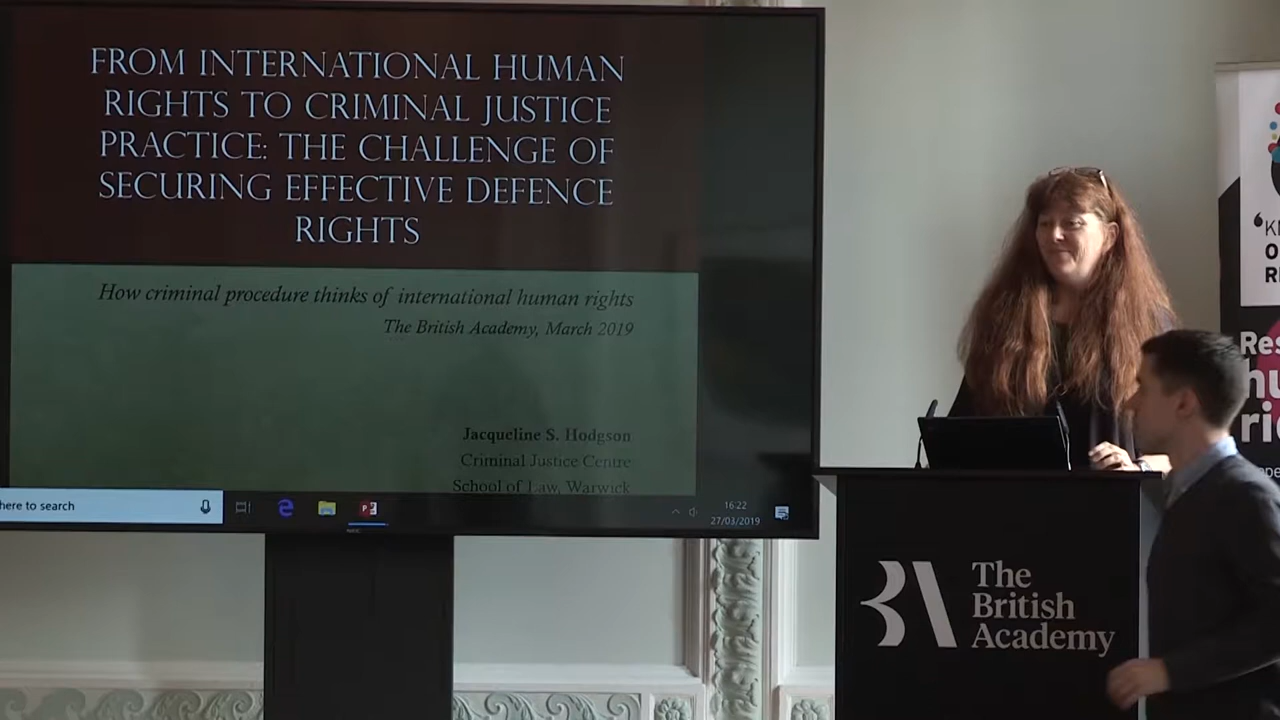 FROM INTERNATIONAL HUMAN
RIGHTS TO CRIMINAL JUSTICE
PRACTICE: THE CHALLENGE OF
SECURING EFFECTIVE DEFENCE
RIGHTS
How criminal procedure thinks of international human rights
The British Academy, March 2019
Jacqueline S. Hodgson
Criminal Justice Centre
School of Law, Warwick
here to search
16:22
27/03/2019
The
British
Academy